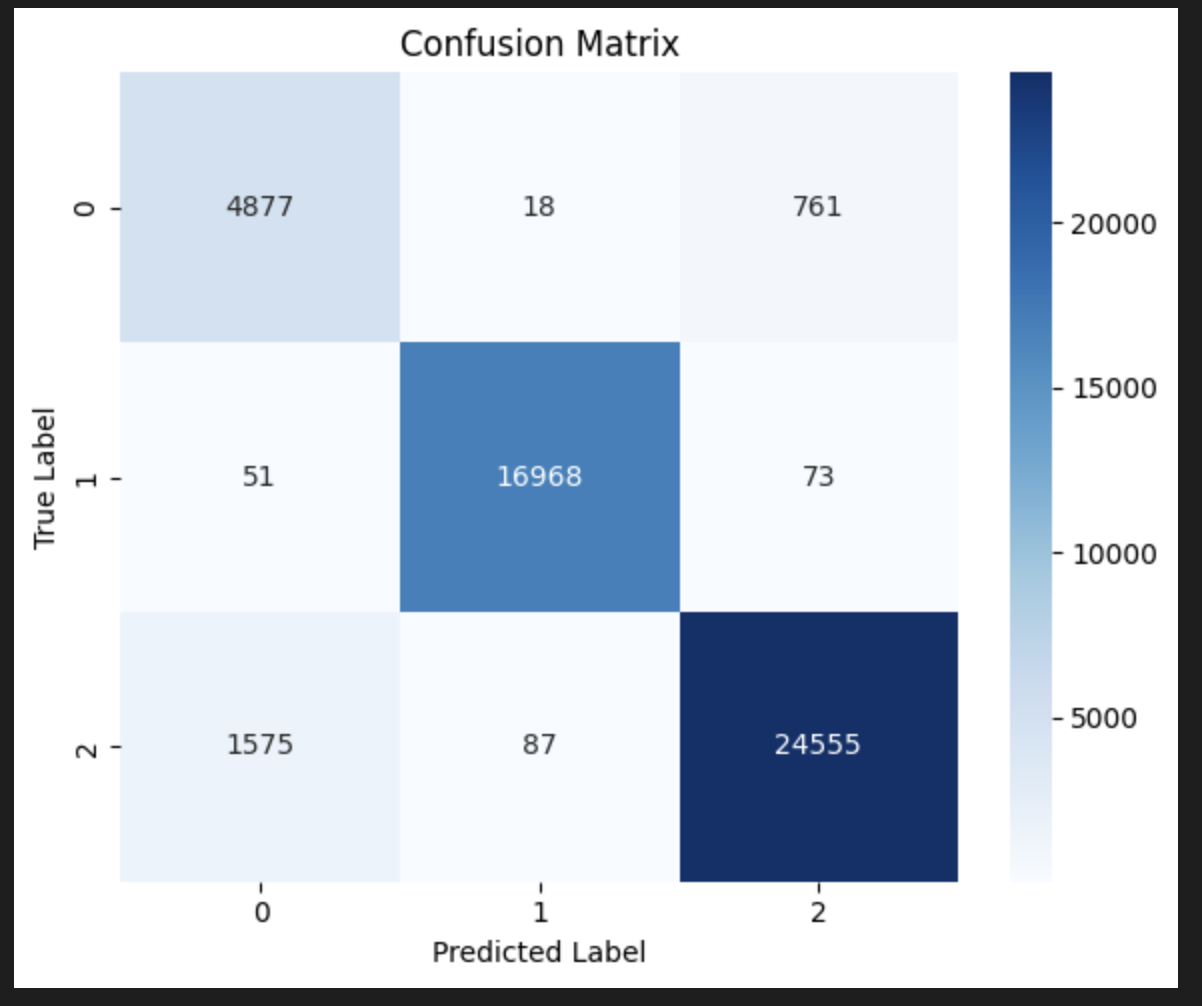 Confusion Matrix
0 4877 18 761
1 51 16968 73
2 1575 87 24555
0 1 2
Predicted Label
True Label
20000
15000
10000
5000